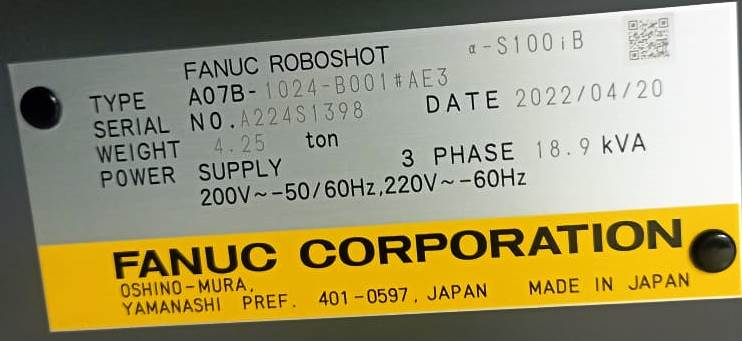 FANUC ROBOSHOT α-S100iB
TYPE A07B-1024-B001#AE3
SERIAL NO.A224S1398 DATE 2022/04/20
WEIGHT 4.25 ton
POWER SUPPLY 3 PHASE 18.9 kVA
200V~-50/60Hz,220V~-60Hz
FANUC CORPORATION
OSHINO-MURA,
YAMANASHI PREF. 401-0597, JAPAN MADE IN JAPAN